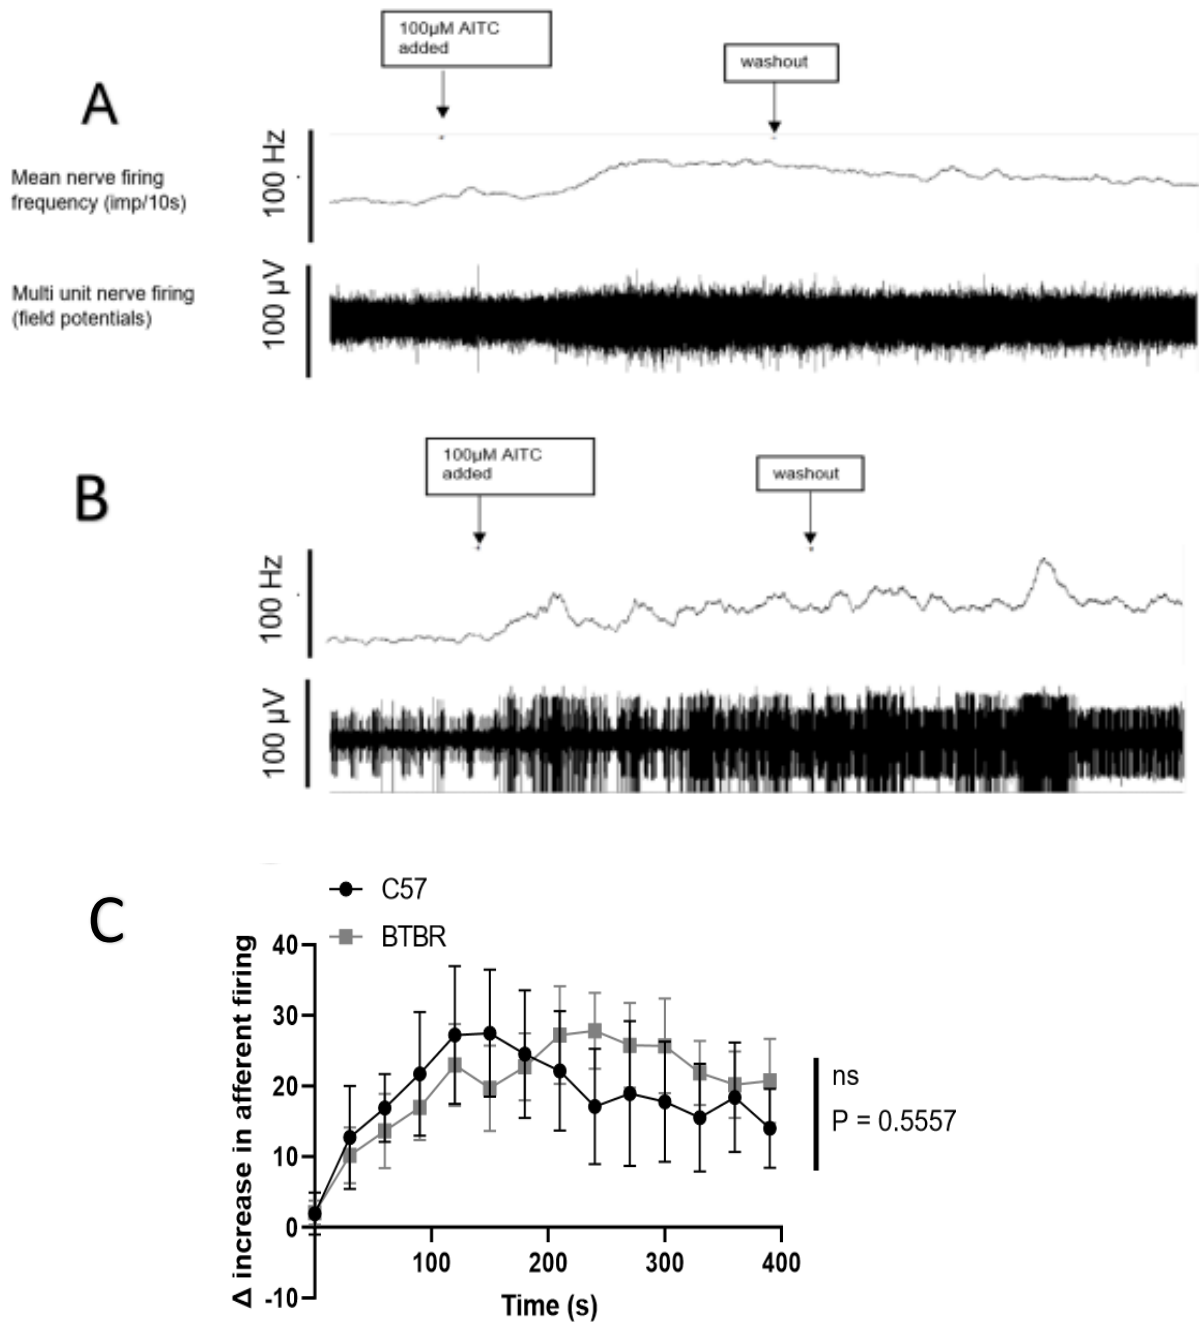 100µM AITC
added
washout
A
Mean nerve firing
frequency (imp/10s)
100 Hz
Multi unit nerve firing
(field potentials)
100 µV
100µM AITC
added
washout
B
100 Hz
100 µV
C
C57
BTBR
Δ increase in afferent firing
40
30
20
10
0
-10
100
200
300
400
Time (s)
ns
P = 0.5557